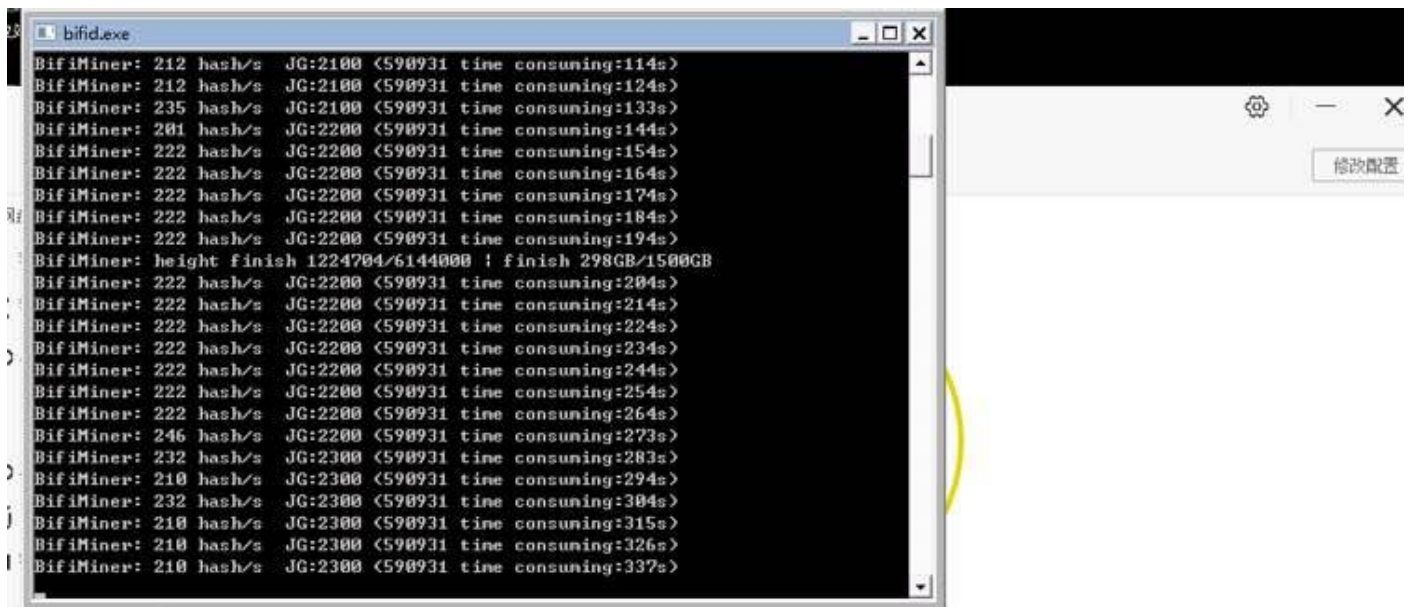 bifid.exe
BifiMiner: 212 hash/s  JG:2100 <590931 time consuming:114s>
BifiMiner: 212 hash/s  JG:2100 <590931 time consuming:124s>
BifiMiner: 235 hash/s  JG:2100 <590931 time consuming:133s>
BifiMiner: 201 hash/s  JG:2200 <590931 time consuming:144s>
BifiMiner: 222 hash/s  JG:2200 <590931 time consuming:154s>
BifiMiner: 222 hash/s  JG:2200 <590931 time consuming:164s>
BifiMiner: 222 hash/s  JG:2200 <590931 time consuming:174s>
BifiMiner: 222 hash/s  JG:2200 <590931 time consuming:184s>
BifiMiner: 222 hash/s  JG:2200 <590931 time consuming:194s>
BifiMiner: height finish 1224704/6144000 ¦ finish 298GB/1500GB
BifiMiner: 222 hash/s  JG:2200 <590931 time consuming:204s>
BifiMiner: 222 hash/s  JG:2200 <590931 time consuming:214s>
BifiMiner: 222 hash/s  JG:2200 <590931 time consuming:224s>
BifiMiner: 222 hash/s  JG:2200 <590931 time consuming:234s>
BifiMiner: 222 hash/s  JG:2200 <590931 time consuming:244s>
BifiMiner: 222 hash/s  JG:2200 <590931 time consuming:254s>
BifiMiner: 222 hash/s  JG:2200 <590931 time consuming:264s>
BifiMiner: 246 hash/s  JG:2200 <590931 time consuming:273s>
BifiMiner: 232 hash/s  JG:2300 <590931 time consuming:283s>
BifiMiner: 210 hash/s  JG:2300 <590931 time consuming:294s>
BifiMiner: 232 hash/s  JG:2300 <590931 time consuming:304s>
BifiMiner: 210 hash/s  JG:2300 <590931 time consuming:315s>
BifiMiner: 210 hash/s  JG:2300 <590931 time consuming:326s>
BifiMiner: 210 hash/s  JG:2300 <590931 time consuming:337s>
修改配置